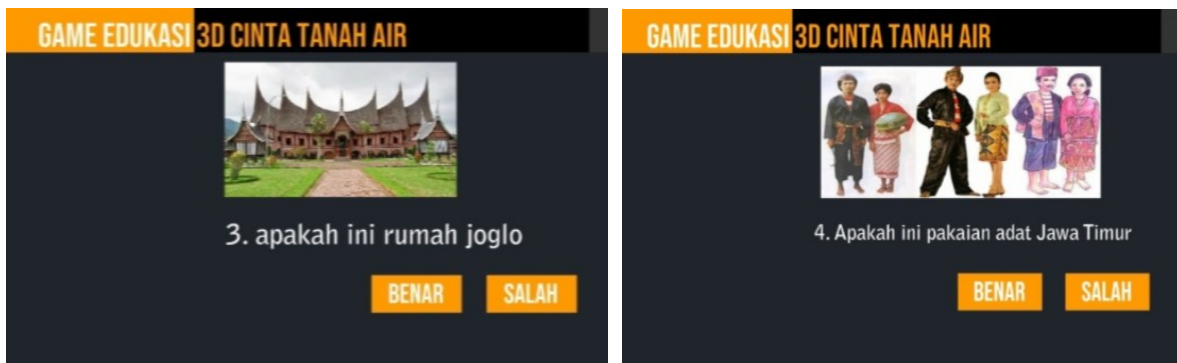 GAME EDUKASI 3D CINTA TANAH AIR
3. apakah ini rumah joglo
BENAR SALAH
GAME EDUKASI 3D CINTA TANAH AIR
4. Apakah ini pakaian adat Jawa Timur
BENAR SALAH